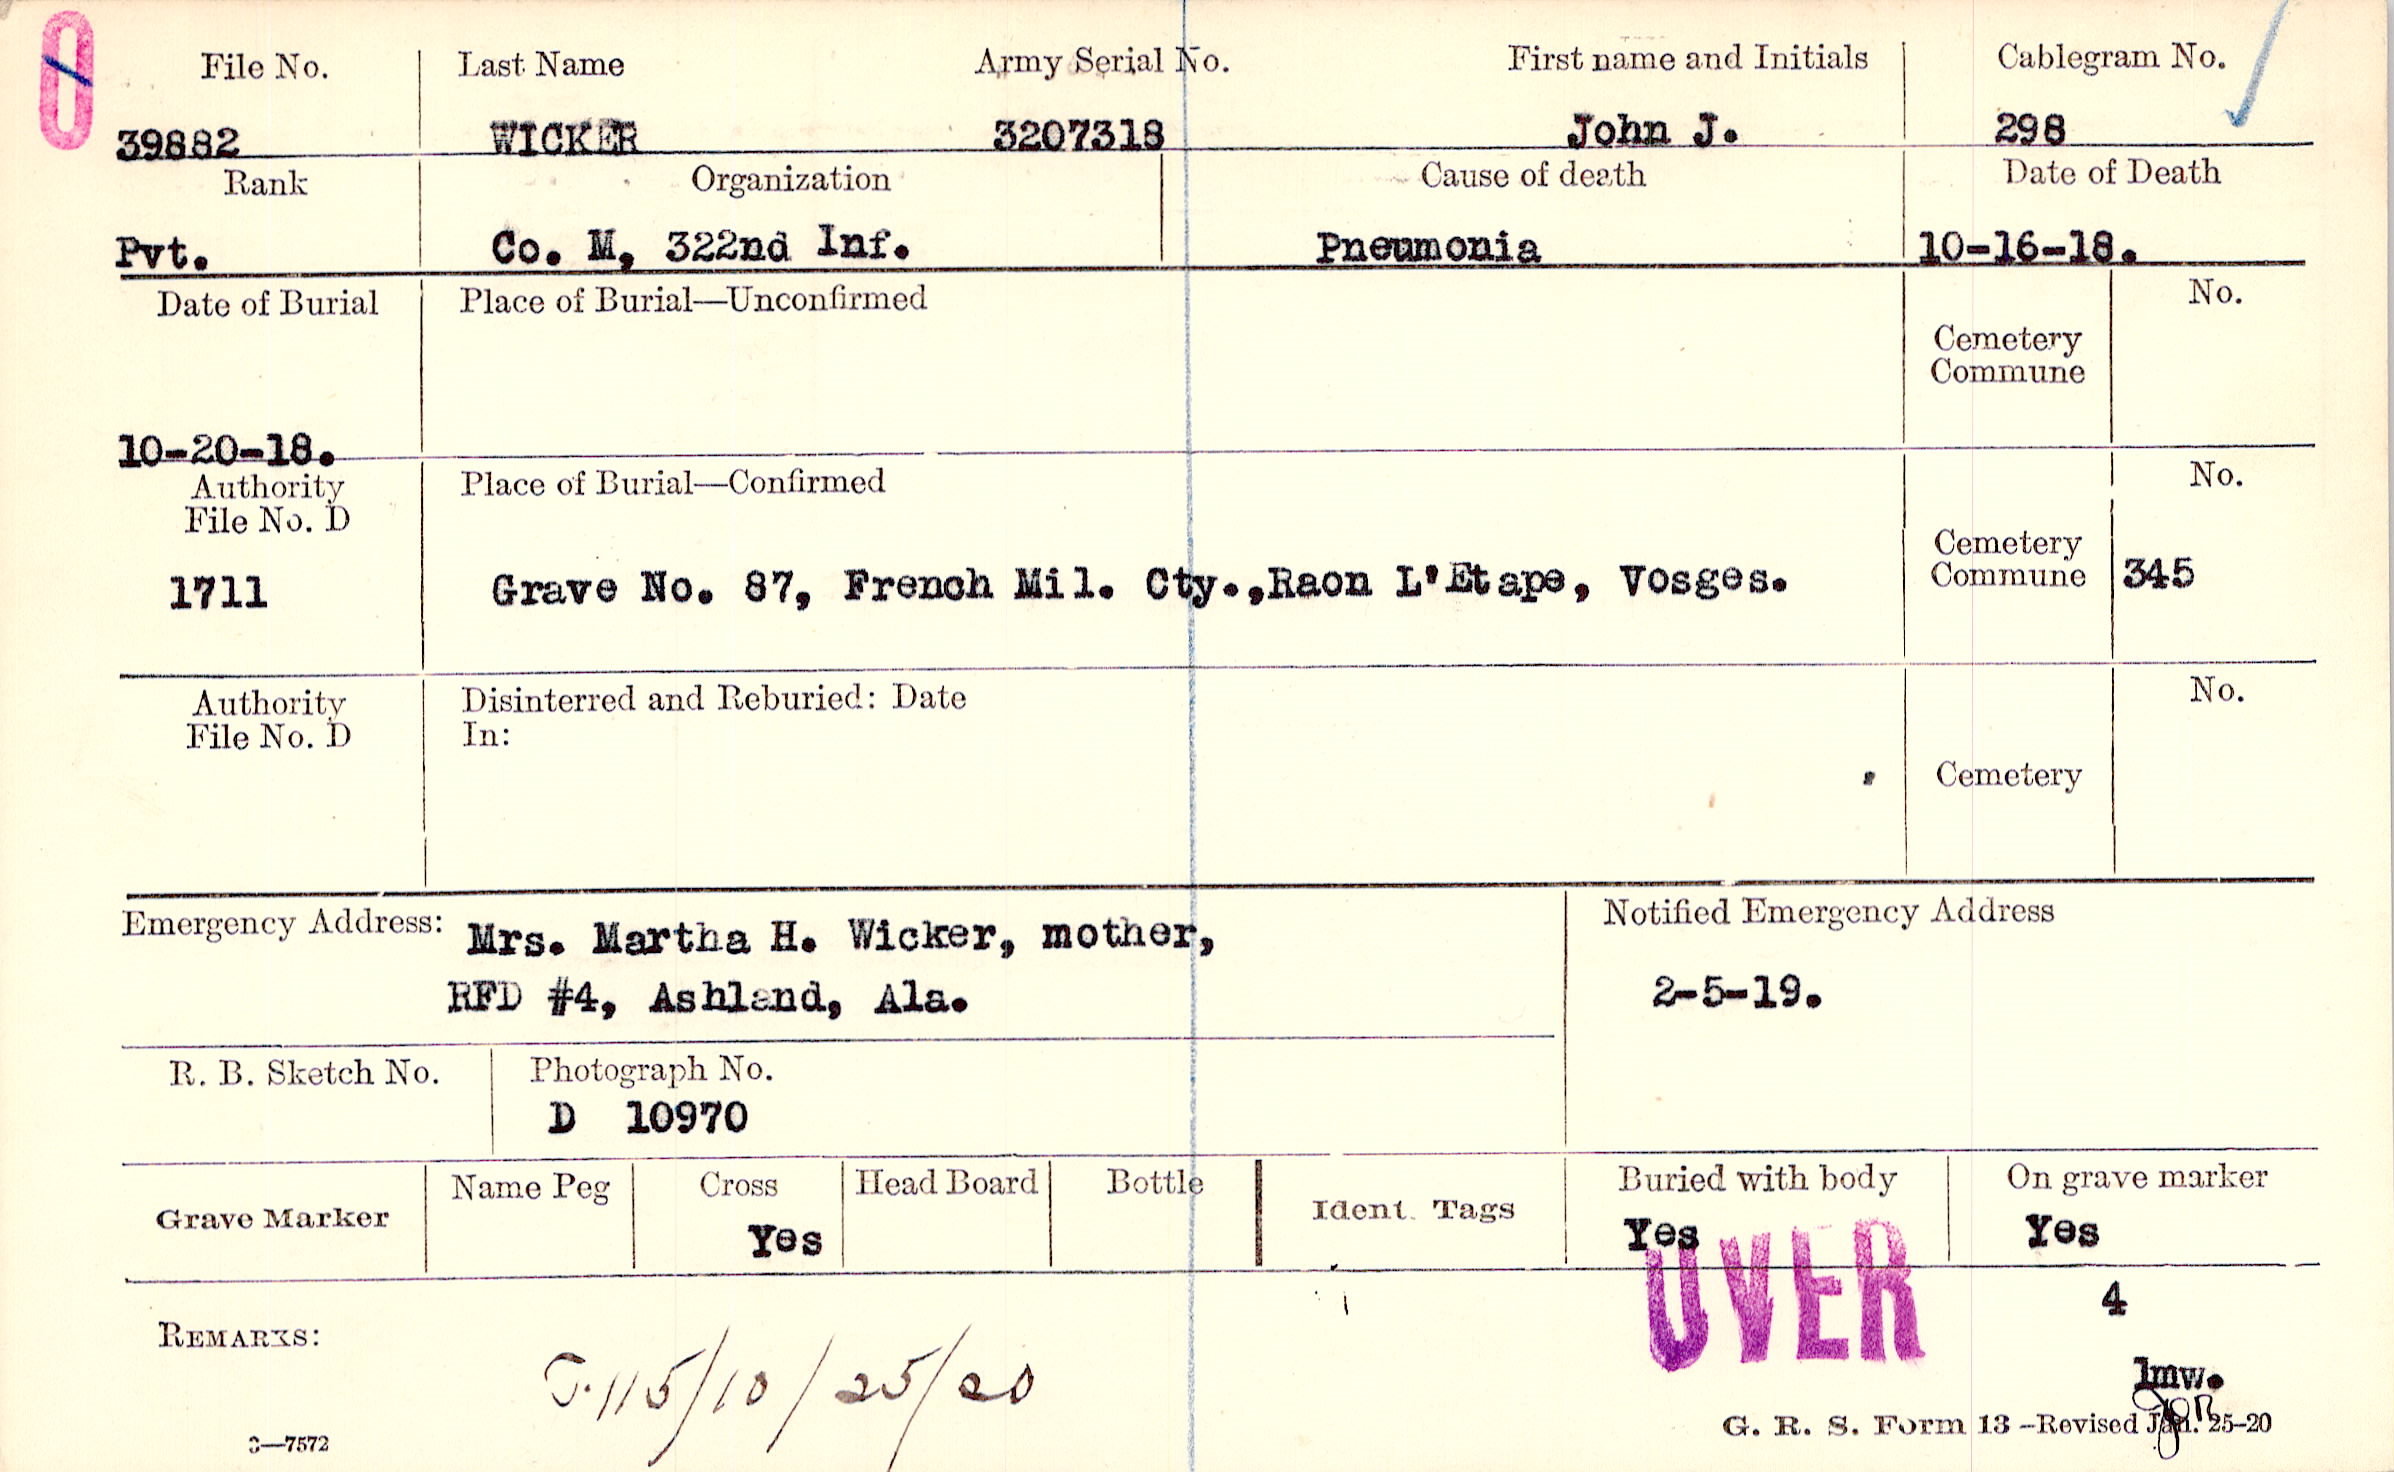 0
File No. Last Name Army Serial No. First name and Initials Cablegram No.
39882 WICKER 3207318 John J. 298
Rank Organization Cause of death Date of Death
Pvt. Co. M, 322nd Inf. Pneumonia 10-16-18.
Date of Burial Place of Burial—Unconfirmed No.
Cemetery
Commune
10-20-18.
Authority Place of Burial—Confirmed No.
File No. D
Cemetery
1711 Grave No. 87, French Mil. Cty.,Raon L'Etape, Vosges. Commune 345
Authority Disinterred and Reburied: Date No.
File No. D In:
Cemetery
Emergency Address: Mrs. Martha H. Wicker, mother, Notified Emergency Address
RFD #4, Ashland, Ala. 2-5-19.
R. B. Sketch No. Photograph No.
D 10970
Grave Marker Name Peg Cross Head Board Bottle Ident. Tags Buried with body On grave marker
Yes Yes Yes
OVER
4
REMARKS:
115/10/25/20
lmw.
3—7572 G. R. S. Form 13—Revised Jan. 25-20